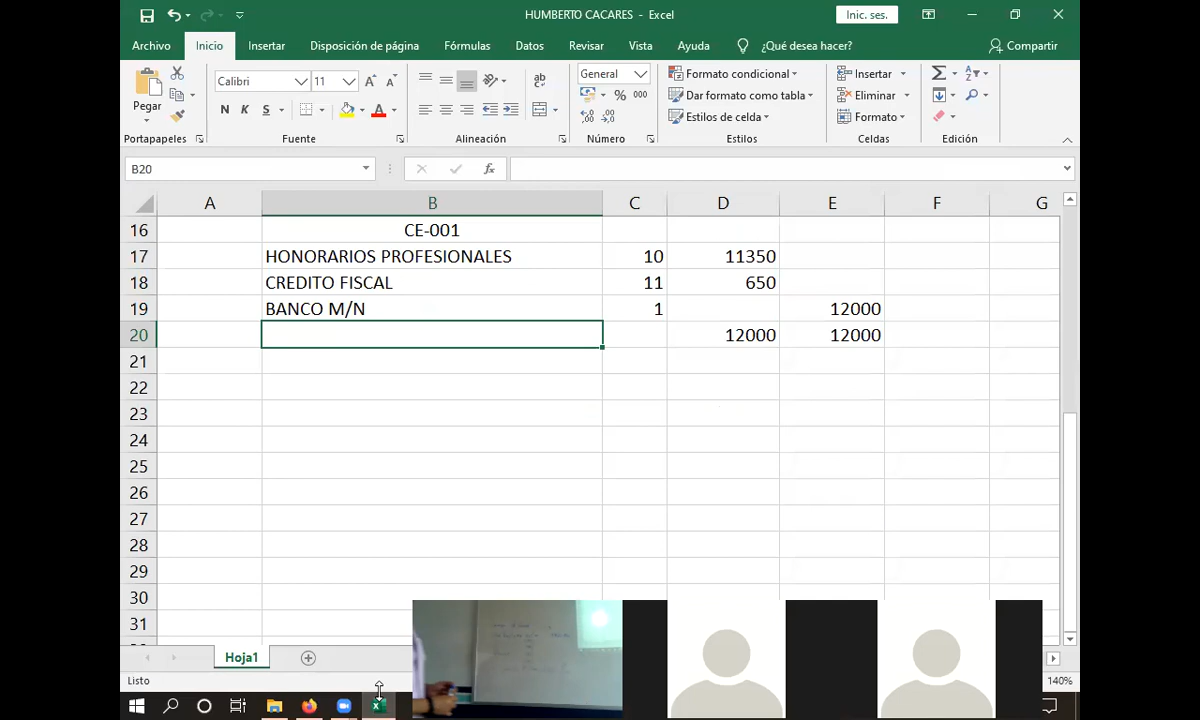 HUMBERTO CACARES - Excel
Inic. ses.
Archivo Inicio Insertar Disposición de página Fórmulas Datos Revisar Vista Ayuda ¿Qué desea hacer? Compartir
Pegar
Calibri 11
N K S
ab
General
% 000
Formato condicional
Dar formato como tabla
Estilos de celda
Insertar
Eliminar
Formato
Portapapeles Fuente Alineación Número Estilos Celdas Edición
B20 fx
A B C D E F G
16 CE-001
17 HONORARIOS PROFESIONALES 10 11350
18 CREDITO FISCAL 11 650
19 BANCO M/N 1 12000
20 12000 12000
21
22
23
24
25
26
27
28
29
30
31
Hoja1
Listo 140%